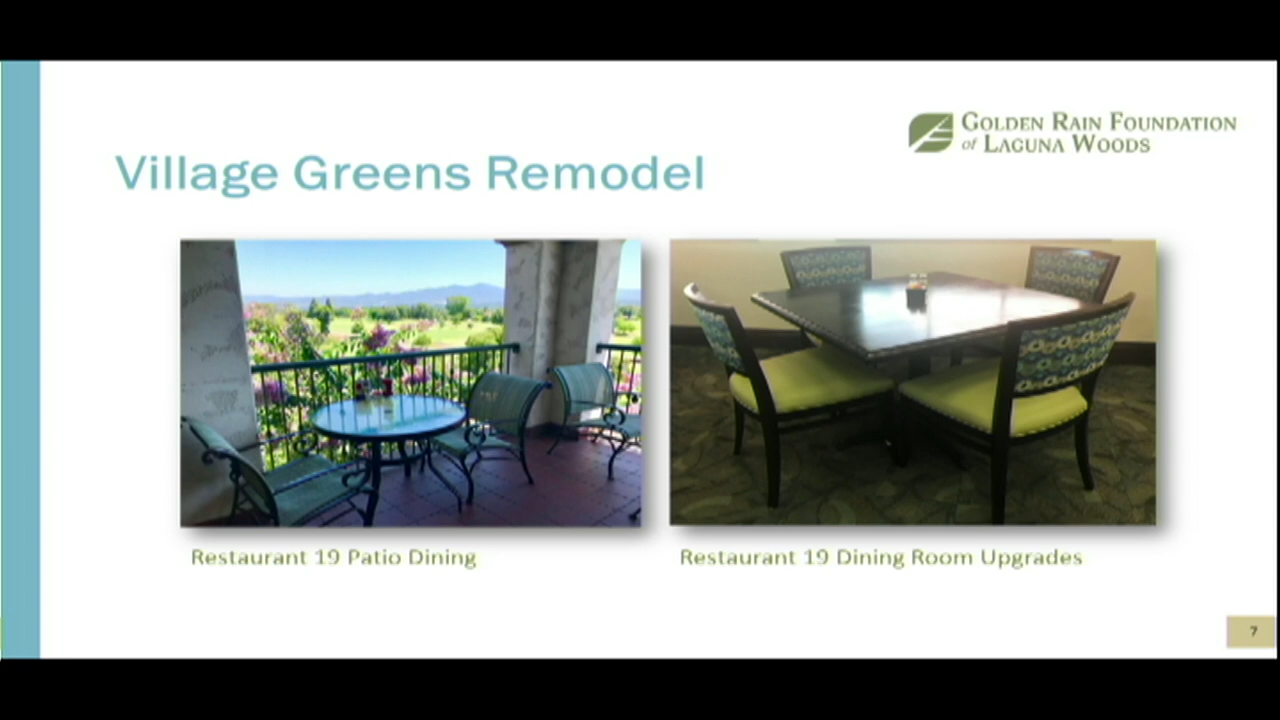 GOLDEN RAIN FOUNDATION
of LAGUNA WOODS
Village Greens Remodel
Restaurant 19 Patio Dining
Restaurant 19 Dining Room Upgrades
7